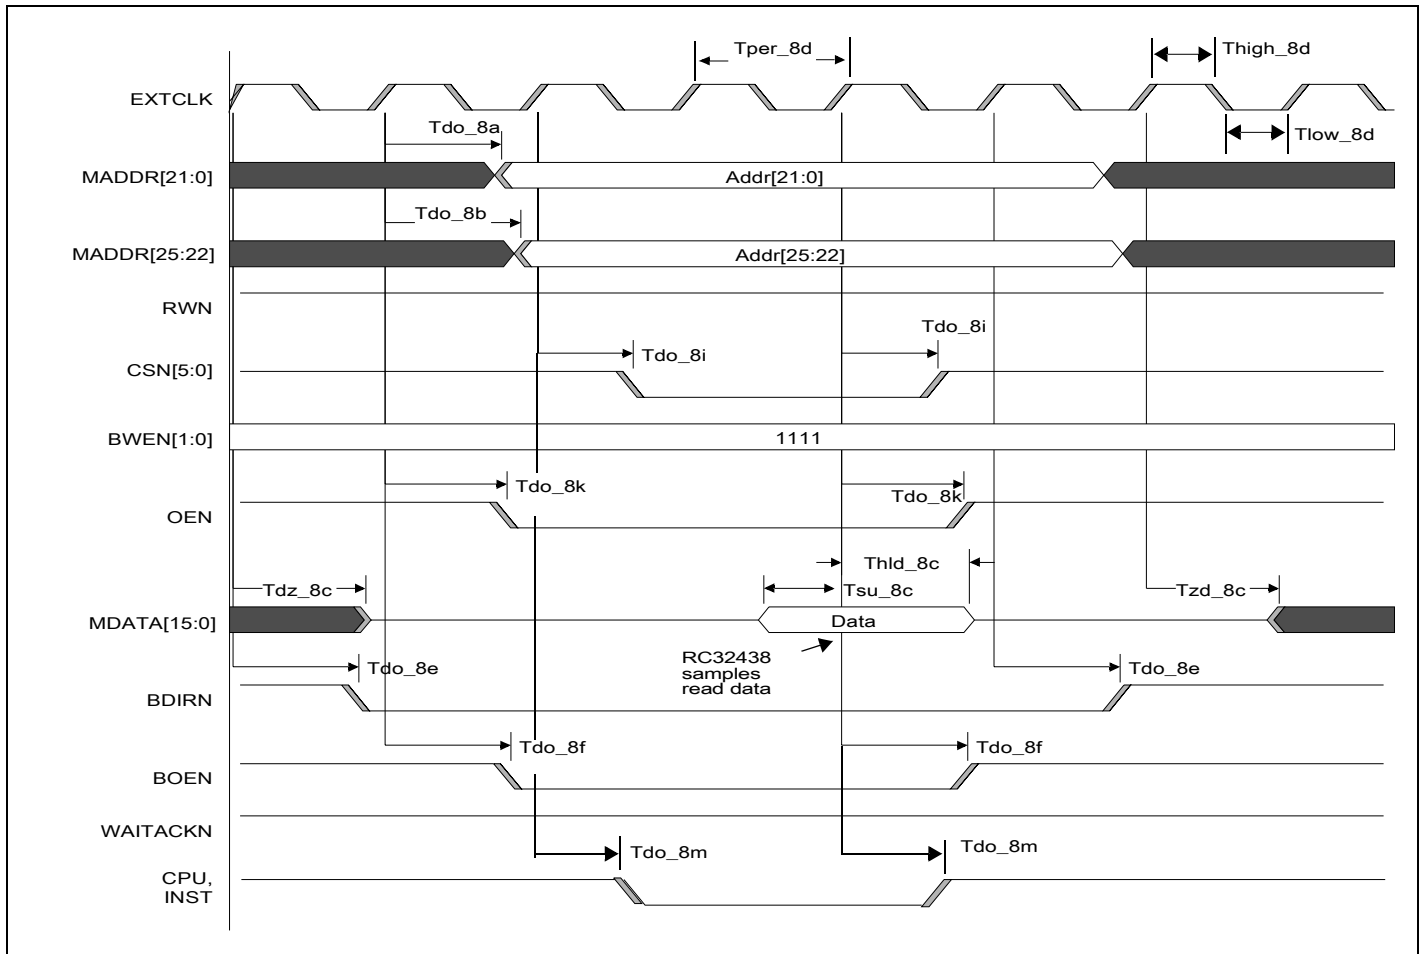 Tper_8d
Thigh_8d
EXTCLK
Tdo_8a
Tlow_8d
MADDR[21:0]
Addr[21:0]
Tdo_8b
MADDR[25:22]
Addr[25:22]
RWN
Tdo_8i
Tdo_8i
CSN[5:0]
BWEN[1:0]
1111
Tdo_8k
Tdo_8k
OEN
Thld_8c
Tdz_8c
Tsu_8c
Tzd_8c
MDATA[15:0]
Data
RC32438
samples
read data
Tdo_8e
Tdo_8e
BDIRN
Tdo_8f
Tdo_8f
BOEN
WAITACKN
Tdo_8m
Tdo_8m
CPU,
INST